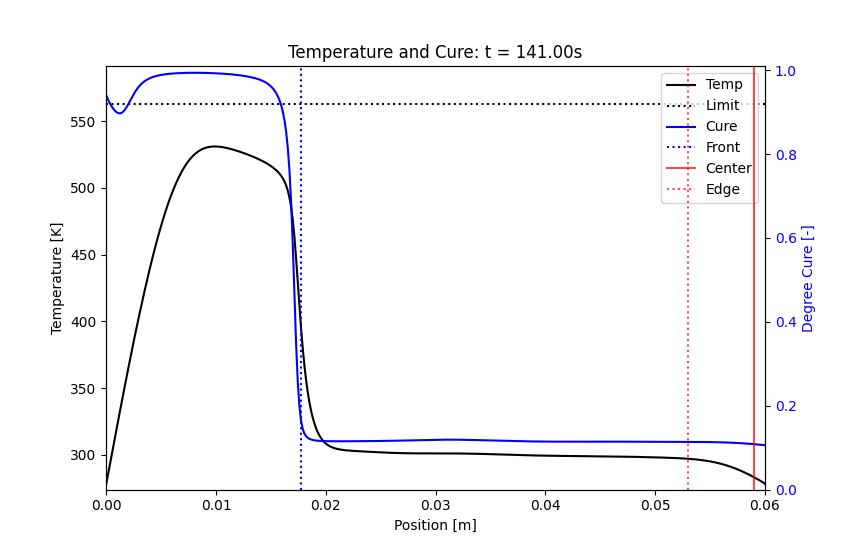 Temperature and Cure: t = 141.00s
Temp
Limit
Cure
Front
Center
Edge
Temperature [K]
550
500
450
400
350
300
Degree Cure [-]
1.0
0.8
0.6
0.4
0.2
0.0
0.00 0.01 0.02 0.03 0.04 0.05 0.06
Position [m]